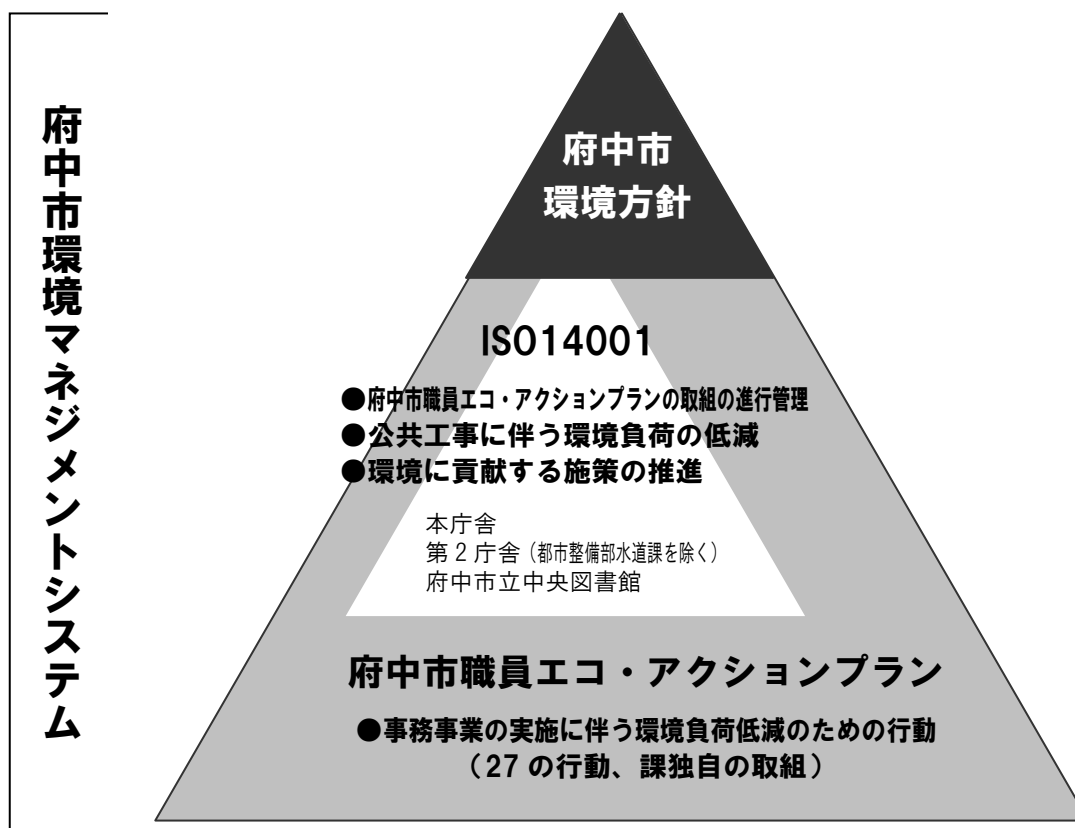 府中市環境マネジメントシステム
府中市
環境方針
ISO14001
●府中市職員エコ・アクションプランの取組の進行管理
●公共工事に伴う環境負荷の低減
●環境に貢献する施策の推進
本庁舎
第2庁舎（都市整備部水道課を除く）
府中市立中央図書館
府中市職員エコ・アクションプラン
●事務事業の実施に伴う環境負荷低減のための行動
（27の行動、課独自の取組）